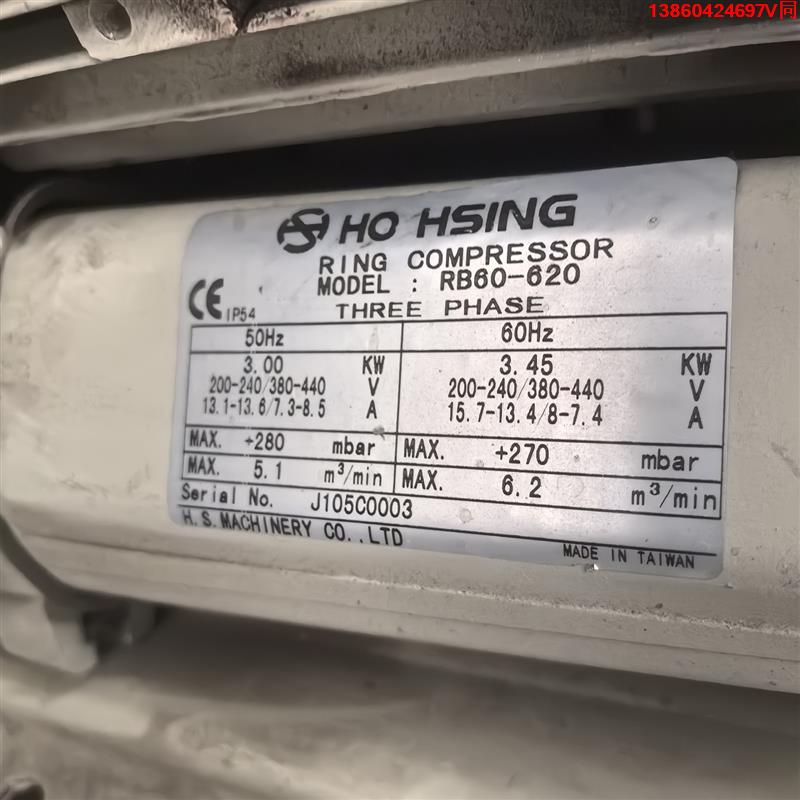 13860424697V同
HO HSING
RING COMPRESSOR
MODEL : RB60-620
CE IP54 THREE PHASE
50Hz 60Hz
3.00 KW 3.45 KW
200-240/380-440 V 200-240/380-440 V
13.1-13.6/7.3-8.5 A 15.7-13.4/8-7.4 A
MAX. +280 mbar MAX. +270 mbar
MAX. 5.1 m³/min MAX. 6.2 m³/min
Serial No. J105C0003
H.S.MACHINERY CO.,LTD
MADE IN TAIWAN